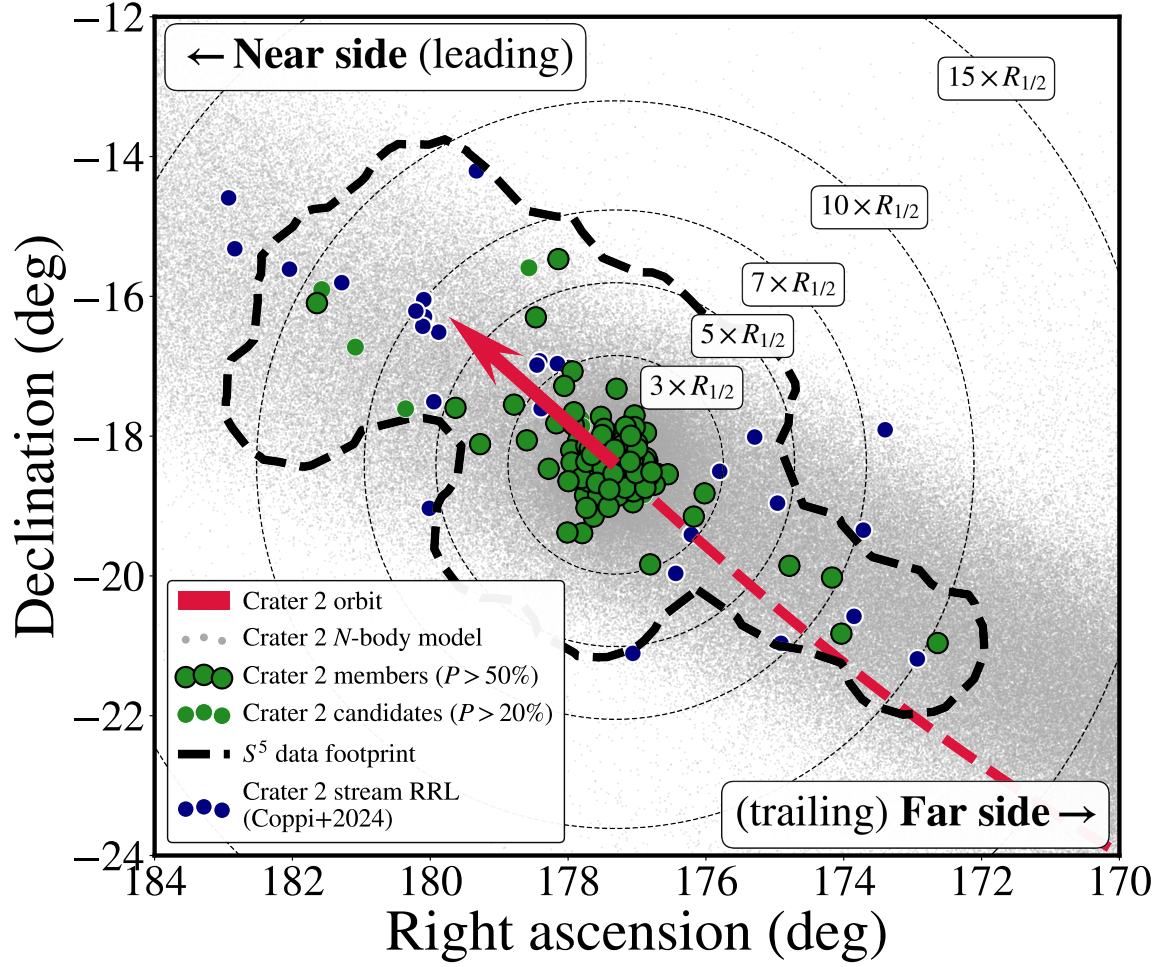 ← Near side (leading)
15 × R1/2
10 × R1/2
7 × R1/2
5 × R1/2
3 × R1/2
Crater 2 orbit
Crater 2 N-body model
Crater 2 members (P > 50%)
Crater 2 candidates (P > 20%)
S⁵ data footprint
Crater 2 stream RRL
(Coppi+2024)
(trailing) Far side →
−12
−14
−16
−18
−20
−22
−24
184 182 180 178 176 174 172 170
Right ascension (deg)
Declination (deg)